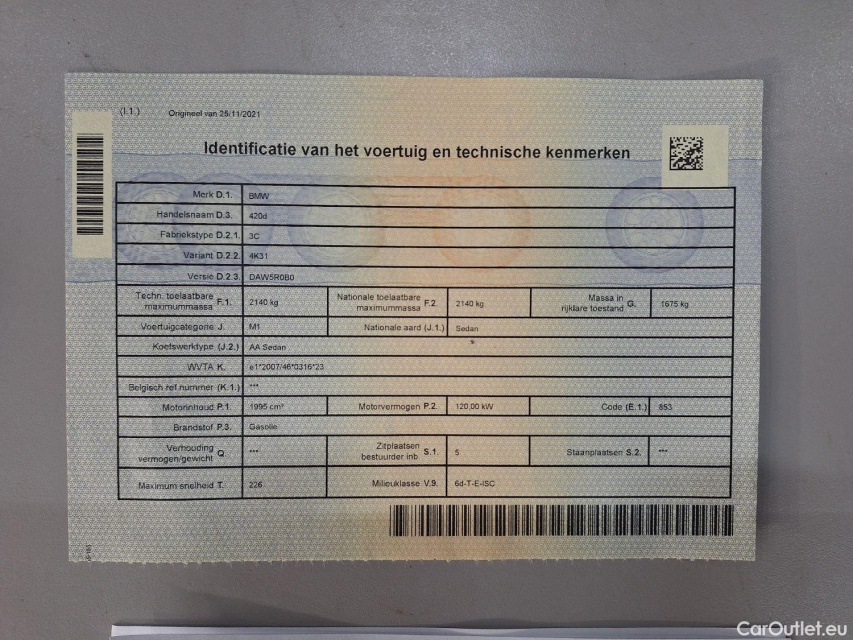 (I.1.) Origineel van 25/11/2021
Identificatie van het voertuig en technische kenmerken
Merk D.1. BMW
Handelsnaam D.3. 420d
Fabriekstype D.2.1. 3C
Variant D.2.2. 4K31
Versie D.2.3. DAW5R0B0
Techn. toelaatbare maximummassa F.1. 2140 kg Nationale toelaatbare maximummassa F.2. 2140 kg Massa in rijklare toestand G. 1675 kg
Voertuigcategorie J. M1 Nationale aard (J.1.) Sedan
Koetswerktype (J.2.) AA Sedan *
WVTA K. e1*2007/46*0316*23
Belgisch ref.nummer (K.1.) ***
Motorinhoud P.1. 1995 cm³ Motorvermogen P.2. 120,00 kW Code (E.1.) 853
Brandstof P.3. Gasolie
Verhouding vermogen/gewicht Q *** Zitplaatsen bestuurder inb. S.1. 5 Staanplaatsen S.2. ***
Maximum snelheid T. 226 Milieuklasse V.9. 6d-T-E-ISC
CarOutlet.eu